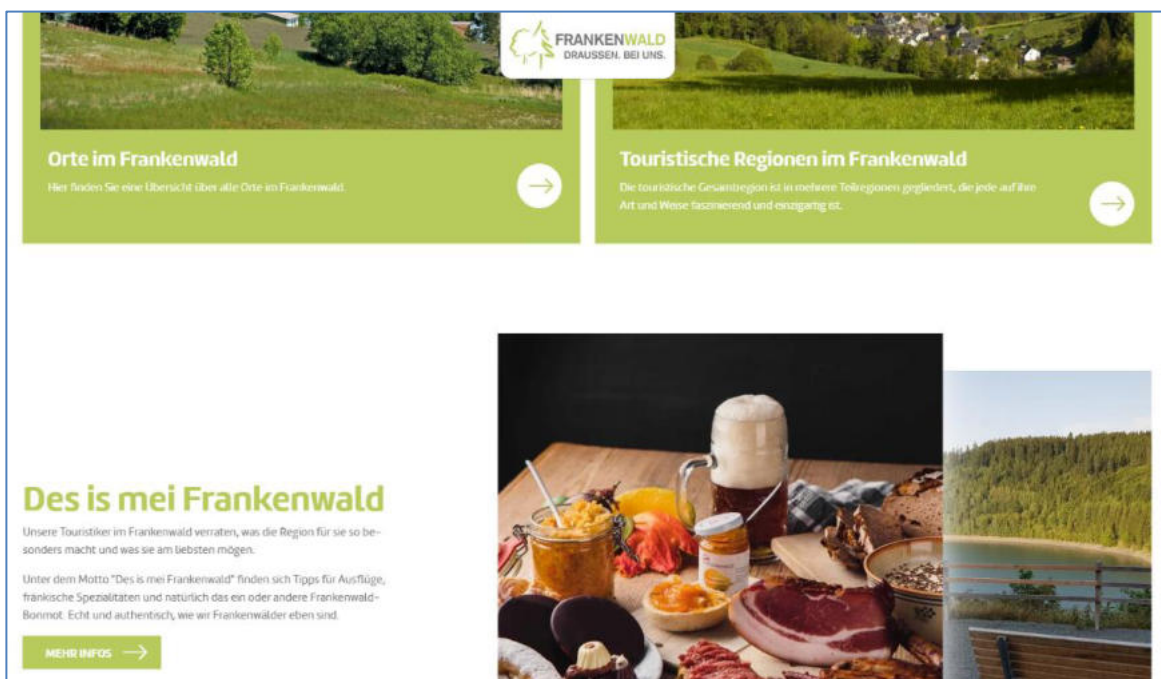 FRANKENWALD
DRAUSSEN. BEI UNS.
Orte im Frankenwald
Hier finden Sie eine Übersicht über alle Orte im Frankenwald.
Touristische Regionen im Frankenwald
Die touristische Gesamtregion ist in mehrere Teilregionen gegliedert, die jede auf ihre
Art und Weise faszinierend und einzigartig ist.
Des is mei Frankenwald
Unsere Touristiker im Frankenwald verraten, was die Region für sie so be-
sonders macht und was sie am liebsten mögen.
Unter dem Motto "Des is mei Frankenwald" finden sich Tipps für Ausflüge,
fränkische Spezialitäten und natürlich das ein oder andere Frankenwald-
Bonmot. Echt und authentisch, wie wir Frankenwälder eben sind.
MEHR INFOS